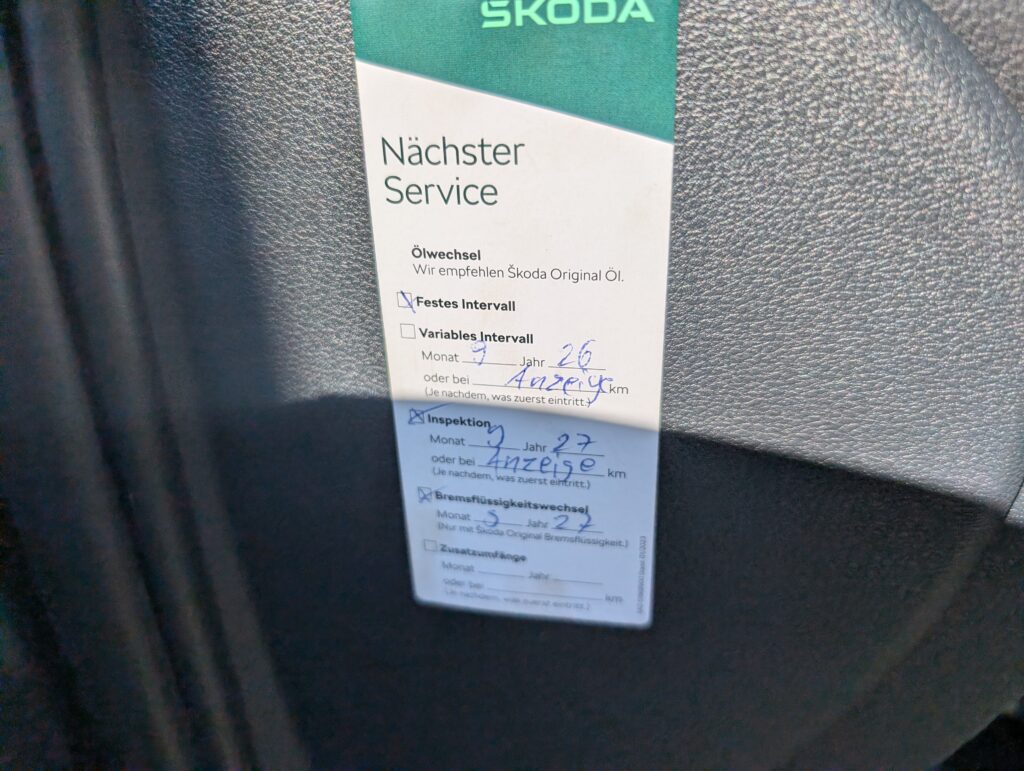 ŠKODA
Nächster
Service
Ölwechsel
Wir empfehlen Škoda Original Öl.
Festes Intervall
Variables Intervall
Monat 9 Jahr 26
oder bei Anzeige km
(Je nachdem, was zuerst eintritt.)
Inspektion
Monat 9 Jahr 27
oder bei Anzeige km
(Je nachdem, was zuerst eintritt.)
Bremsflüssigkeitswechsel
Monat 9 Jahr 27
(Nur mit Škoda Original Bremsflüssigkeit.)
Zusatzumfänge
Monat Jahr
oder bei km
(Je nachdem, was zuerst eintritt.)